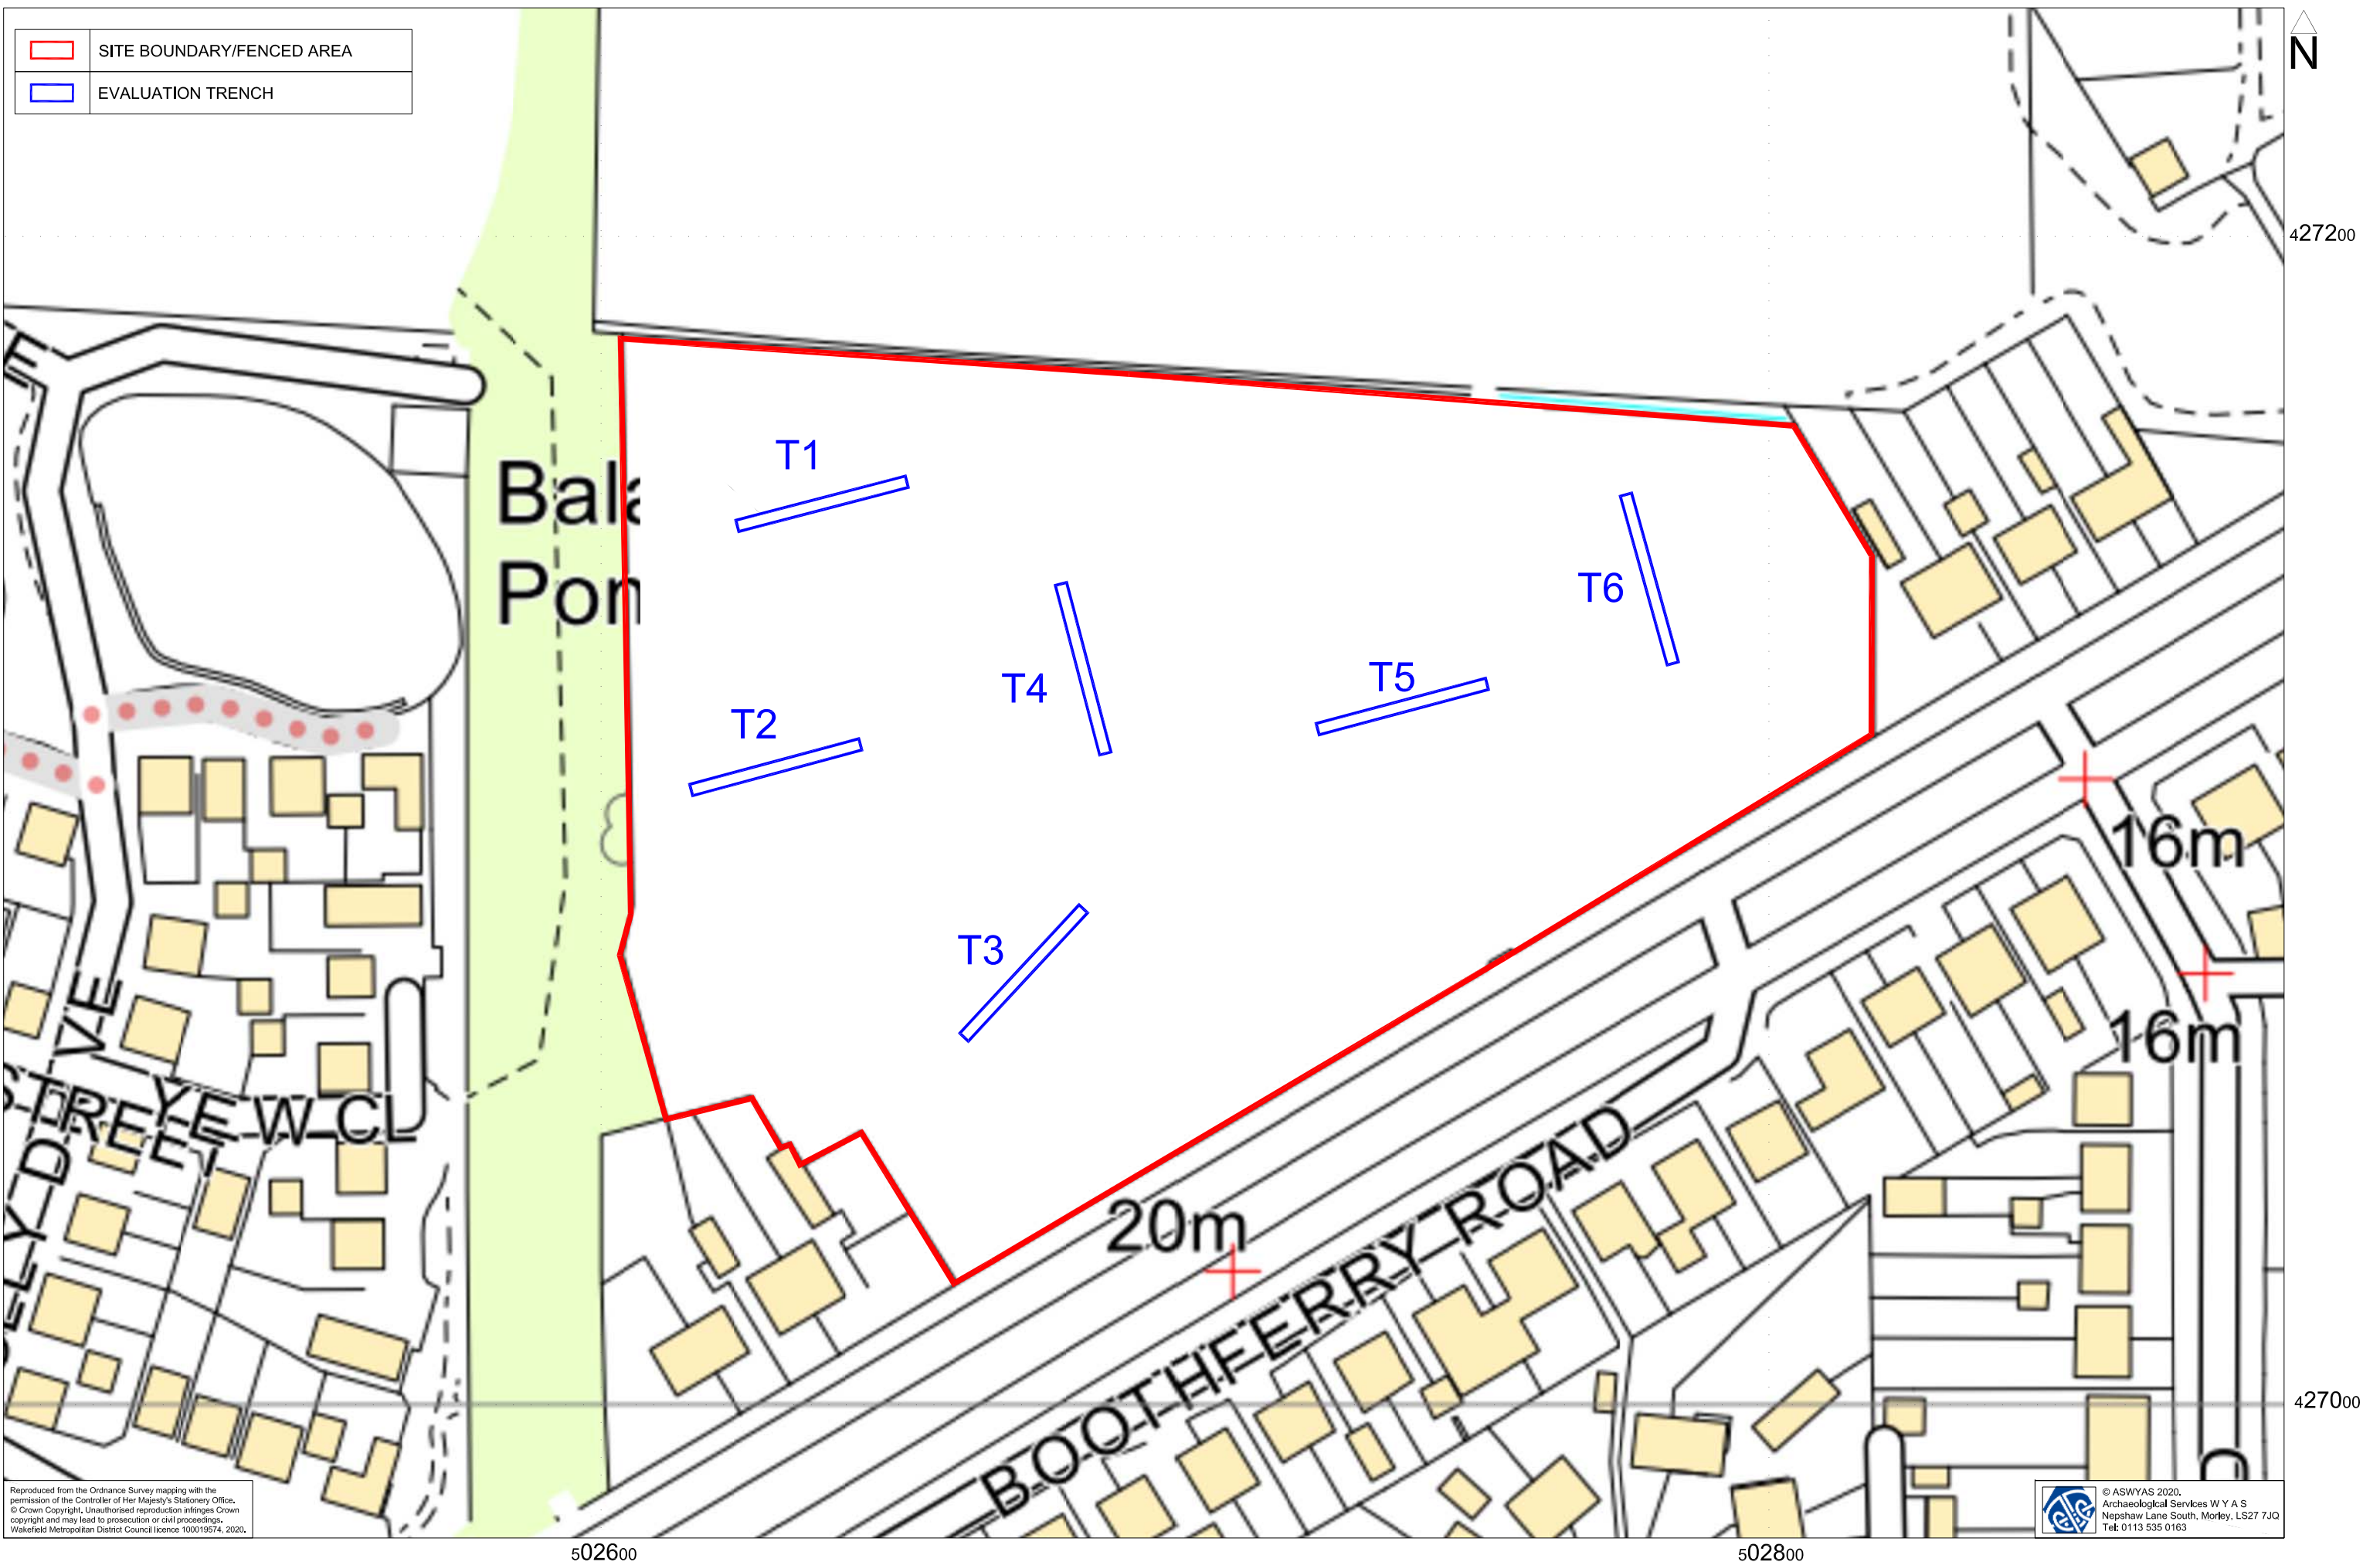 SITE BOUNDARY/FENCED AREA
EVALUATION TRENCH
N
427200
T1
T6
T4
T5
T2
T3
16m
16m
20m
YEW CL
BOOTHFERRY ROAD
427000
502600
502800
Reproduced from the Ordnance Survey mapping with the
permission of the Controller of Her Majesty's Stationery Office.
© Crown Copyright. Unauthorised reproduction infringes Crown
copyright and may lead to prosecution or civil proceedings.
Wakefield Metropolitan District Council licence 100019574, 2020.
© ASWYAS 2020.
Archaeological Services W Y A S
Nepshaw Lane South, Morley, LS27 7JQ
Tel: 0113 535 0163